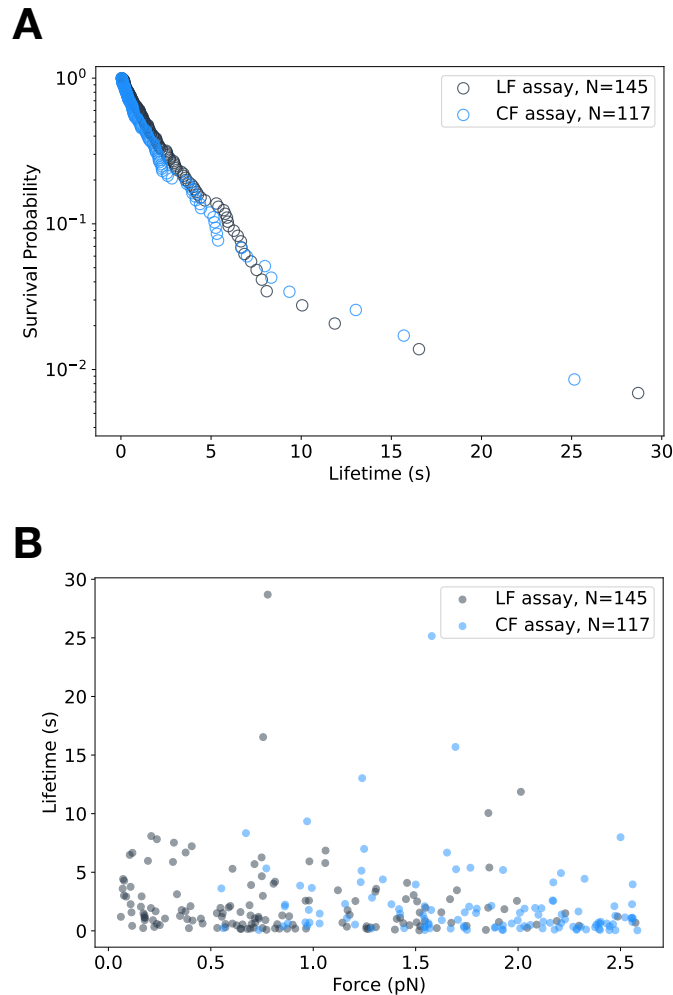 A
10⁰
10⁻¹
10⁻²
Survival Probability
LF assay, N=145
CF assay, N=117
0 5 10 15 20 25 30
Lifetime (s)
B
30
25
20
15
10
5
0
Lifetime (s)
LF assay, N=145
CF assay, N=117
0.0 0.5 1.0 1.5 2.0 2.5
Force (pN)